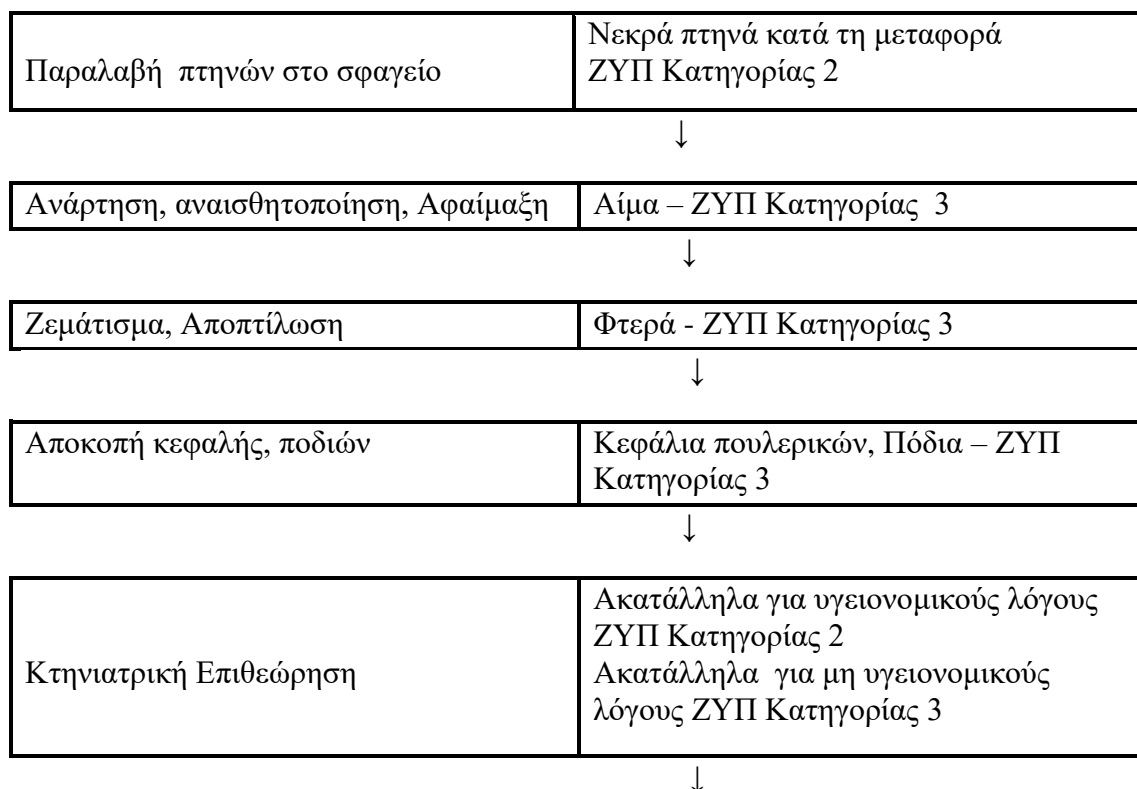 Παραλαβή πτηνών στο σφαγείο
Νεκρά πτηνά κατά τη μεταφορά
ΖΥΠ Κατηγορίας 2
↓
Ανάρτηση, αναισθητοποίηση, Αφαίμαξη
Αίμα – ΖΥΠ Κατηγορίας 3
↓
Ζεμάτισμα, Αποπτίλωση
Φτερά - ΖΥΠ Κατηγορίας 3
↓
Αποκοπή κεφαλής, ποδιών
Κεφάλια πουλερικών, Πόδια – ΖΥΠ
Κατηγορίας 3
↓
Κτηνιατρική Επιθεώρηση
Ακατάλληλα για υγειονομικούς λόγους
ΖΥΠ Κατηγορίας 2
Ακατάλληλα για μη υγειονομικούς
λόγους ΖΥΠ Κατηγορίας 3
↓